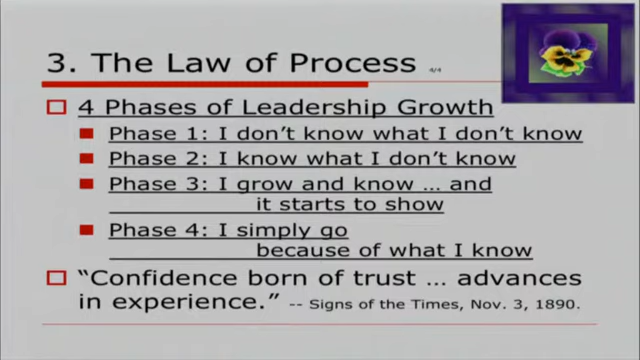 3. The Law of Process 4/4
4 Phases of Leadership Growth
Phase 1: I don't know what I don't know
Phase 2: I know what I don't know
Phase 3: I grow and know … and
it starts to show
Phase 4: I simply go
because of what I know
“Confidence born of trust … advances
in experience.” -- Signs of the Times, Nov. 3, 1890.